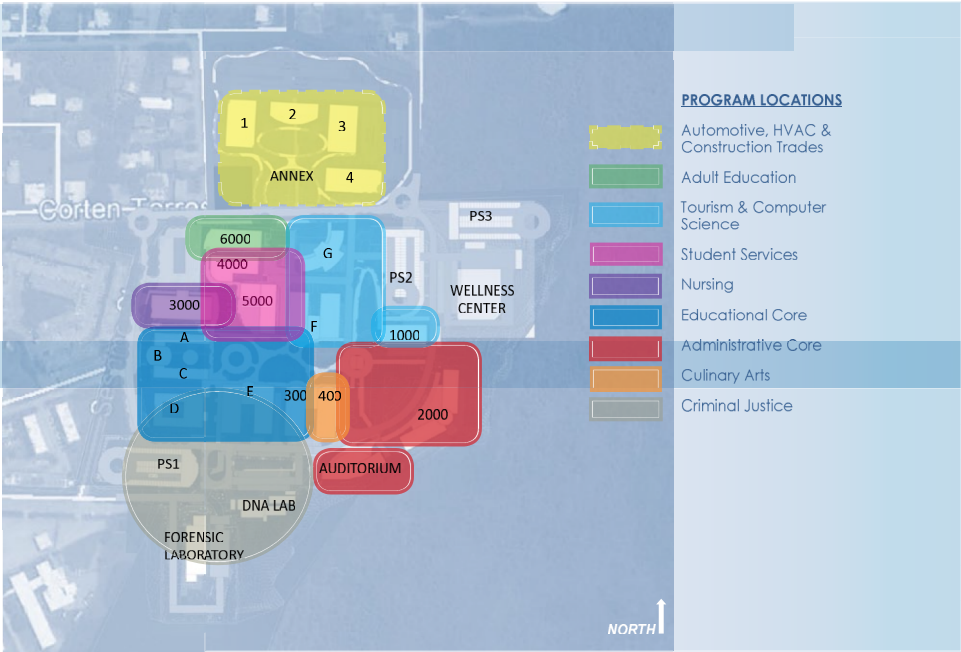 PROGRAM LOCATIONS
Automotive, HVAC &
Construction Trades
Adult Education
Tourism & Computer
Science
Student Services
Nursing
Educational Core
Administrative Core
Culinary Arts
Criminal Justice
1
2
3
ANNEX
4
Corten-Torres
PS3
6000
G
4000
PS2
5000
WELLNESS
CENTER
3000
F
1000
A
B
C
E
300
400
D
2000
PS1
AUDITORIUM
DNA LAB
FORENSIC
LABORATORY
NORTH